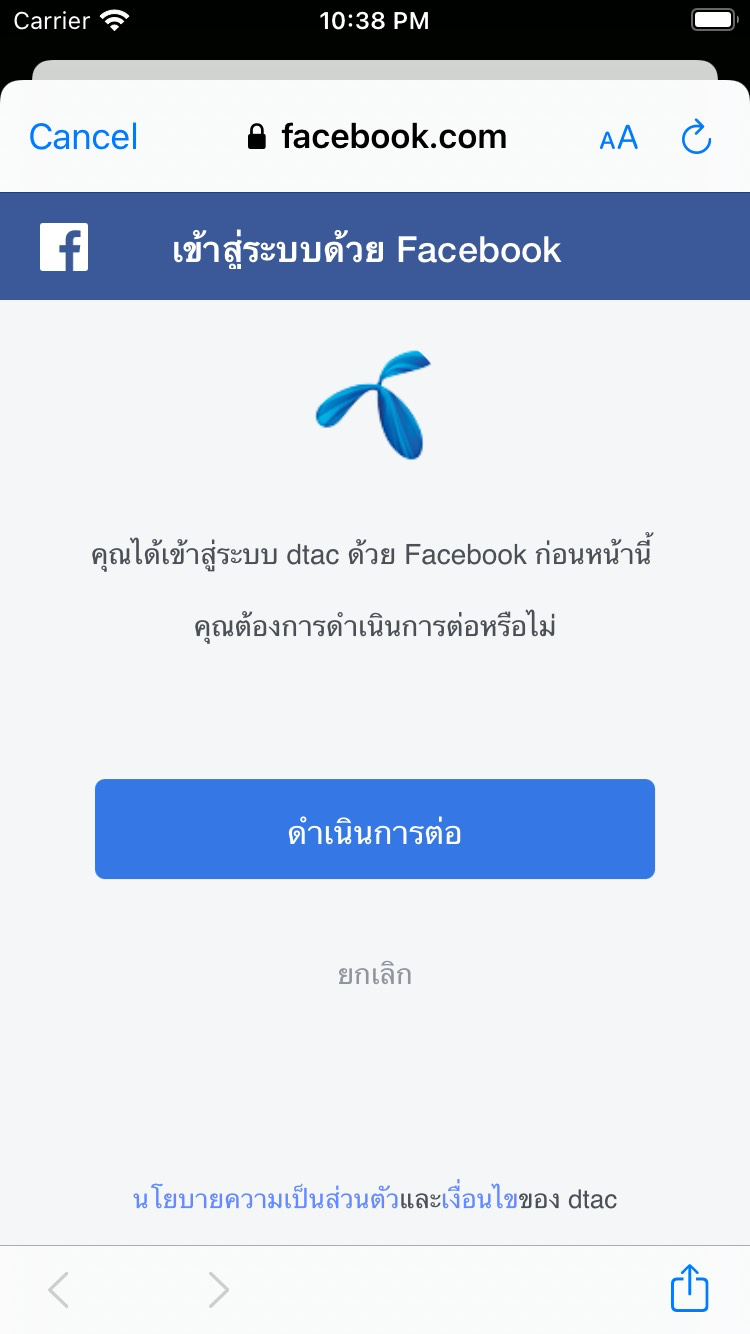 Carrier 10:38 PM
Cancel facebook.com AA
เข้าสู่ระบบด้วย Facebook
คุณได้เข้าสู่ระบบ dtac ด้วย Facebook ก่อนหน้านี้
คุณต้องการดำเนินการต่อหรือไม่
ดำเนินการต่อ
ยกเลิก
นโยบายความเป็นส่วนตัวและเงื่อนไขของ dtac